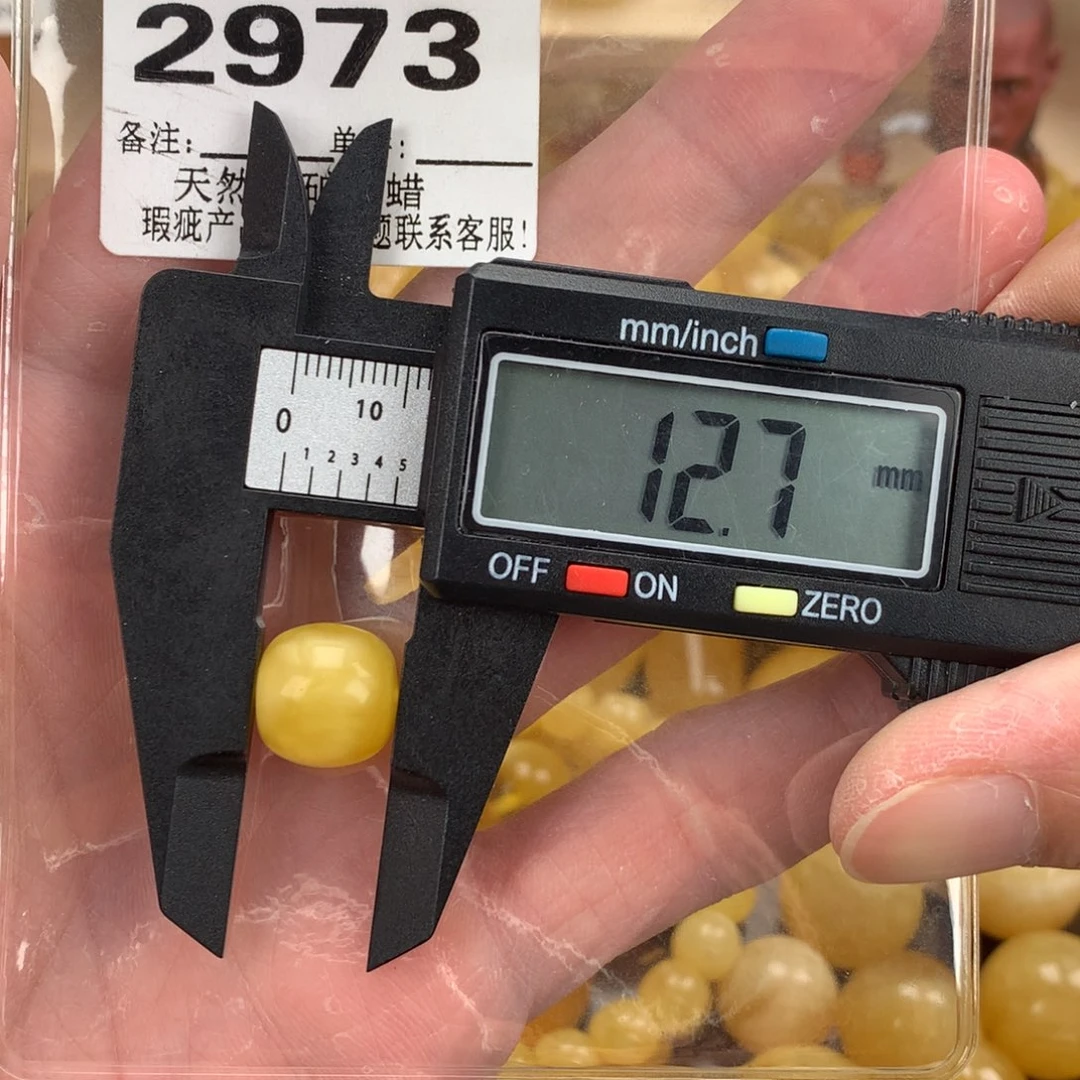 2973
备注： 单 ：
天然 蜡
瑕疵产 题联系客服！
mm/inch
0 10
1 2 3 4 5
12.7 mm
OFF ON ZERO